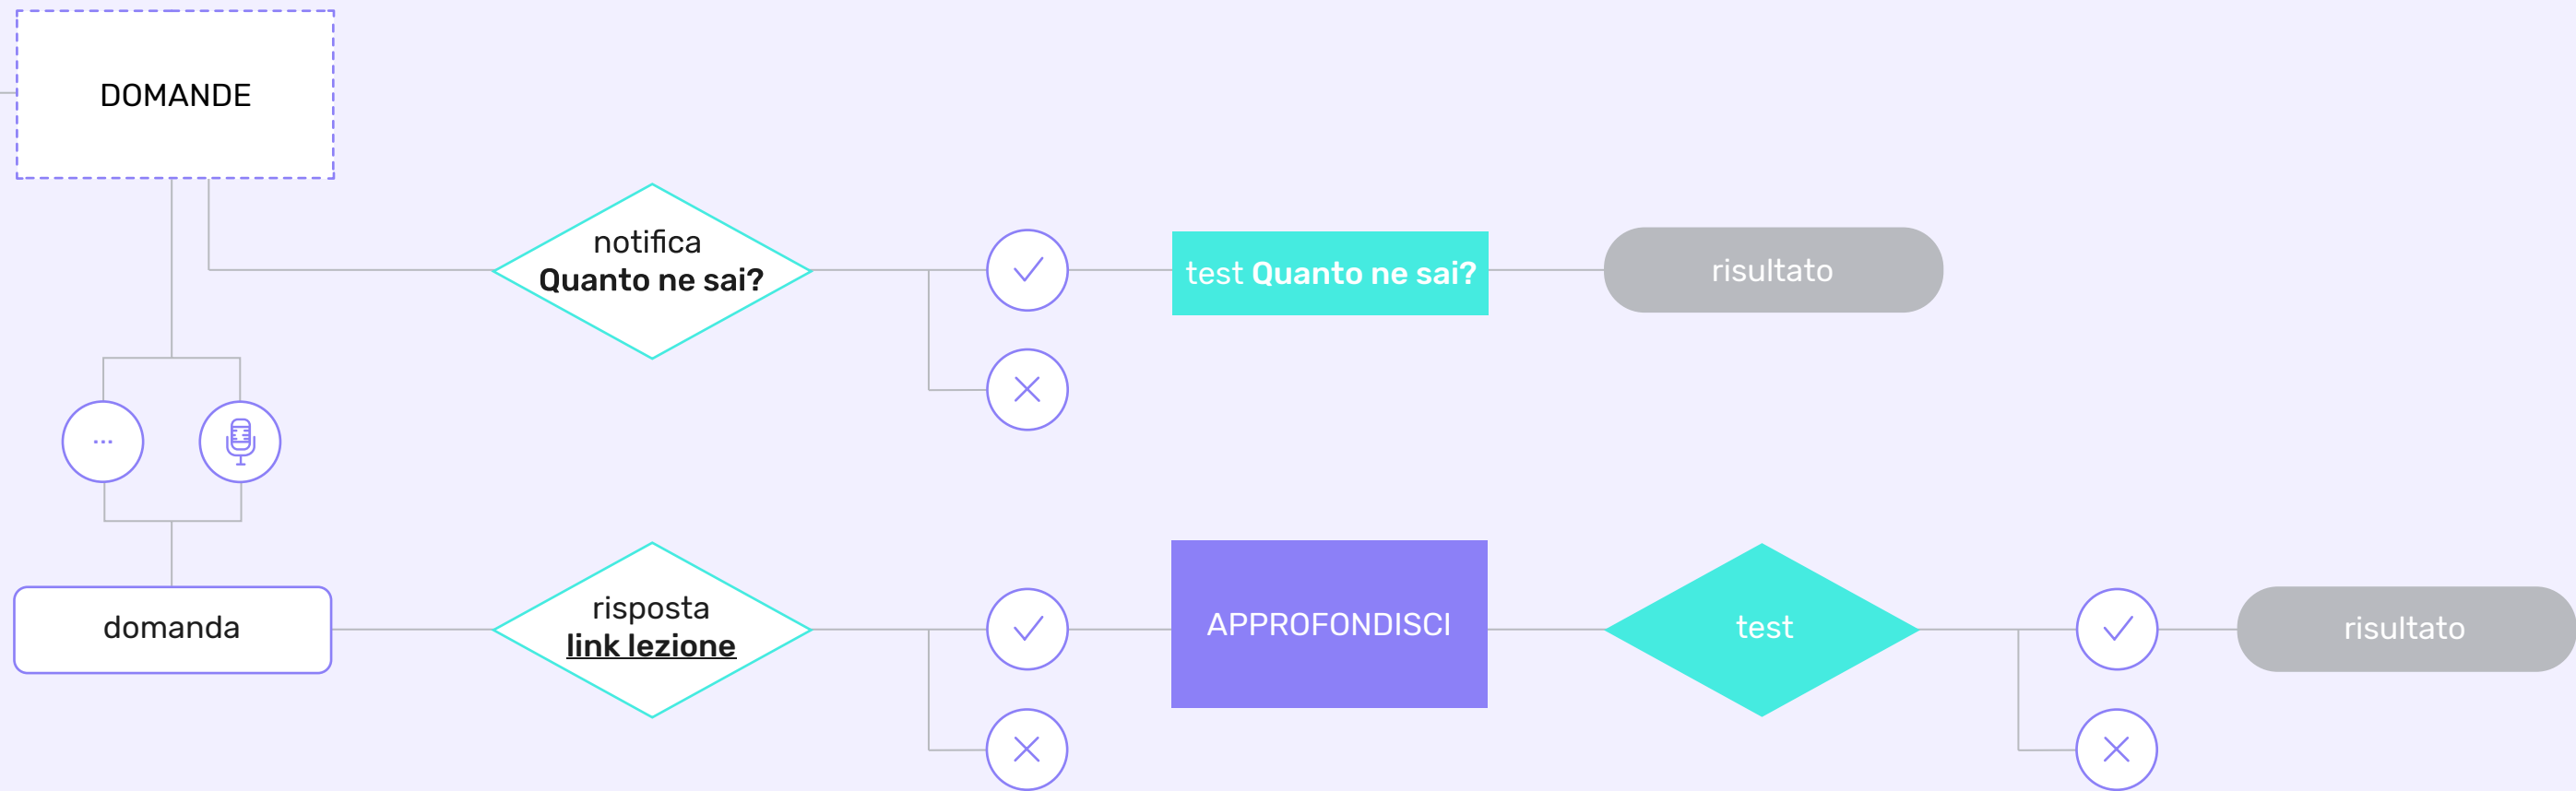 DOMANDE
notifica
Quanto ne sai?
test Quanto ne sai?
risultato
...
domanda
risposta
link lezione
APPROFONDISCI
test
risultato